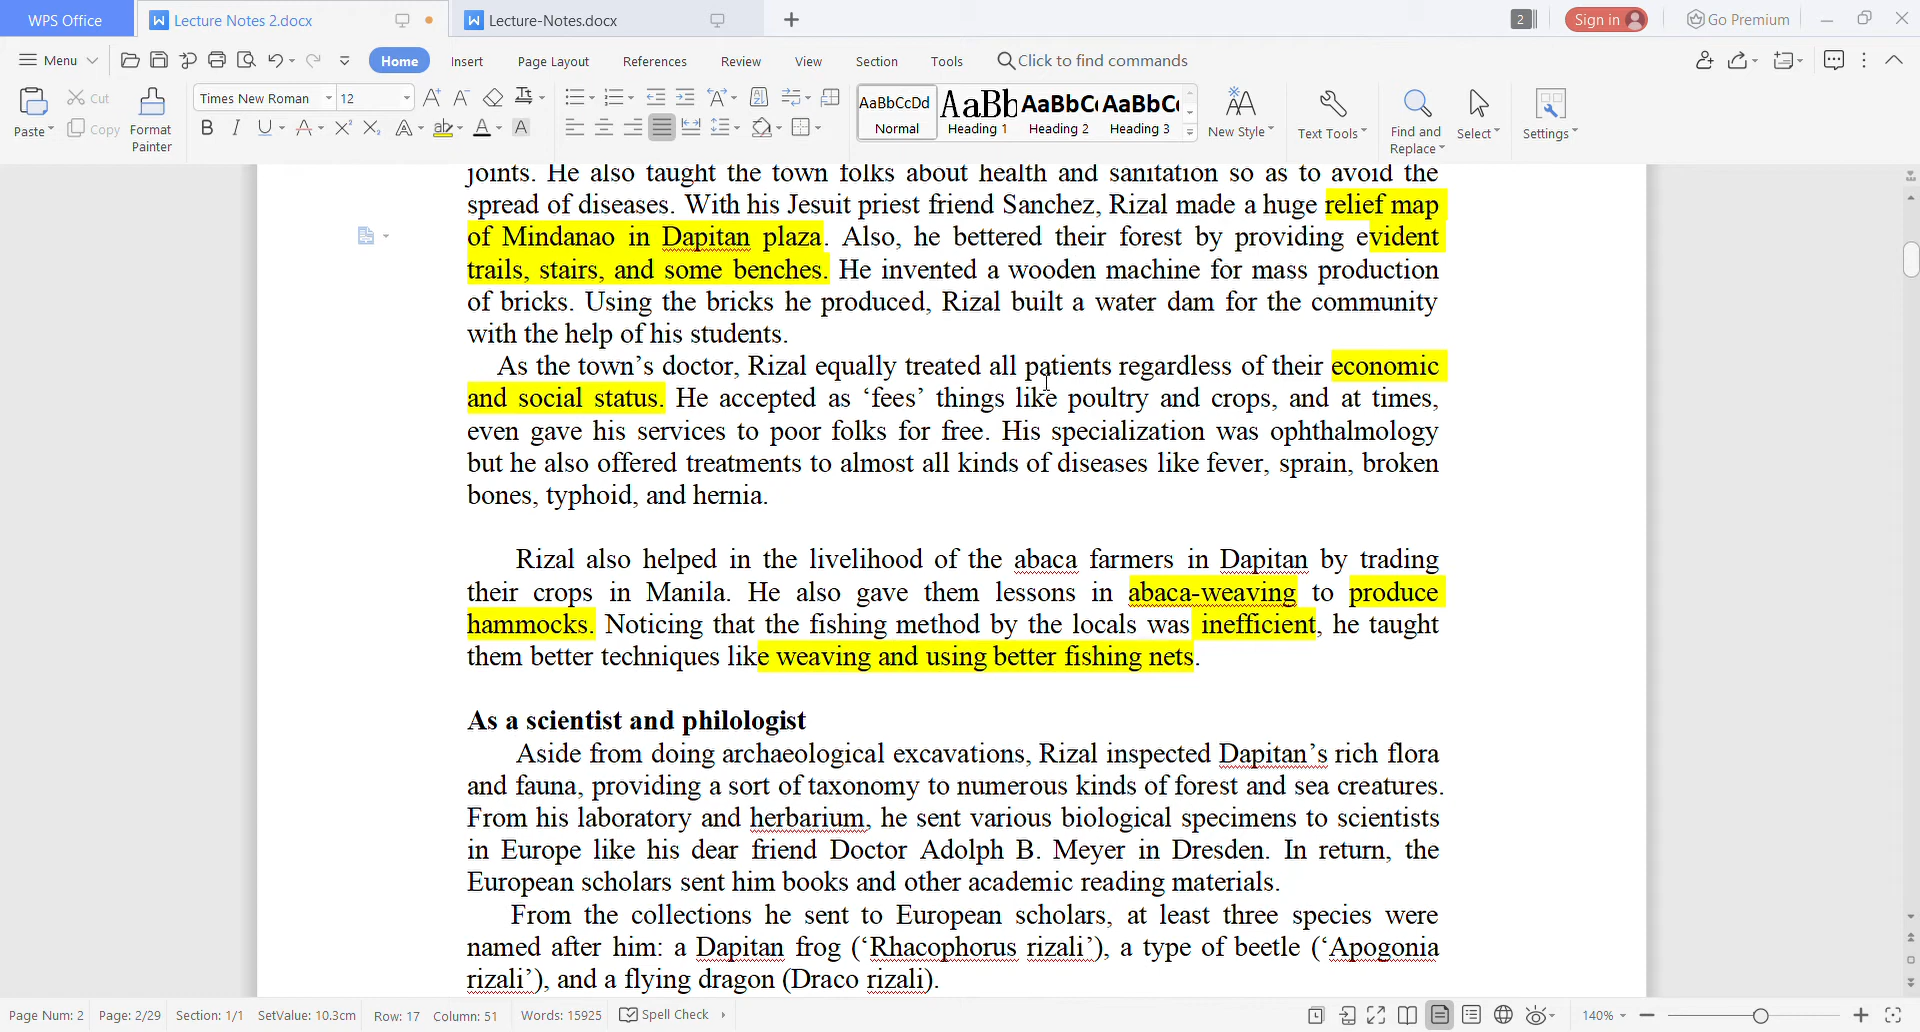 WPS Office
Lecture Notes 2.docx
Lecture-Notes.docx
2
Sign in
Go Premium
Menu
Home
Insert
Page Layout
References
Review
View
Section
Tools
Click to find commands
Paste
Cut
Copy
Format Painter
Times New Roman
12
AaBbCcDd
Normal
AaBb
Heading 1
AaBbC
Heading 2
AaBbC
Heading 3
New Style
Text Tools
Find and Replace
Select
Settings
joints. He also taught the town folks about health and sanitation so as to avoid the
spread of diseases. With his Jesuit priest friend Sanchez, Rizal made a huge relief map
of Mindanao in Dapitan plaza. Also, he bettered their forest by providing evident
trails, stairs, and some benches. He invented a wooden machine for mass production
of bricks. Using the bricks he produced, Rizal built a water dam for the community
with the help of his students.
As the town’s doctor, Rizal equally treated all patients regardless of their economic
and social status. He accepted as ‘fees’ things like poultry and crops, and at times,
even gave his services to poor folks for free. His specialization was ophthalmology
but he also offered treatments to almost all kinds of diseases like fever, sprain, broken
bones, typhoid, and hernia.
Rizal also helped in the livelihood of the abaca farmers in Dapitan by trading
their crops in Manila. He also gave them lessons in abaca-weaving to produce
hammocks. Noticing that the fishing method by the locals was inefficient, he taught
them better techniques like weaving and using better fishing nets.
As a scientist and philologist
Aside from doing archaeological excavations, Rizal inspected Dapitan’s rich flora
and fauna, providing a sort of taxonomy to numerous kinds of forest and sea creatures.
From his laboratory and herbarium, he sent various biological specimens to scientists
in Europe like his dear friend Doctor Adolph B. Meyer in Dresden. In return, the
European scholars sent him books and other academic reading materials.
From the collections he sent to European scholars, at least three species were
named after him: a Dapitan frog (‘Rhacophorus rizali’), a type of beetle (‘Apogonia
rizali’), and a flying dragon (Draco rizali).
Page Num: 2
Page: 2/29
Section: 1/1
SetValue: 10.3cm
Row: 17
Column: 51
Words: 15925
Spell Check
140%